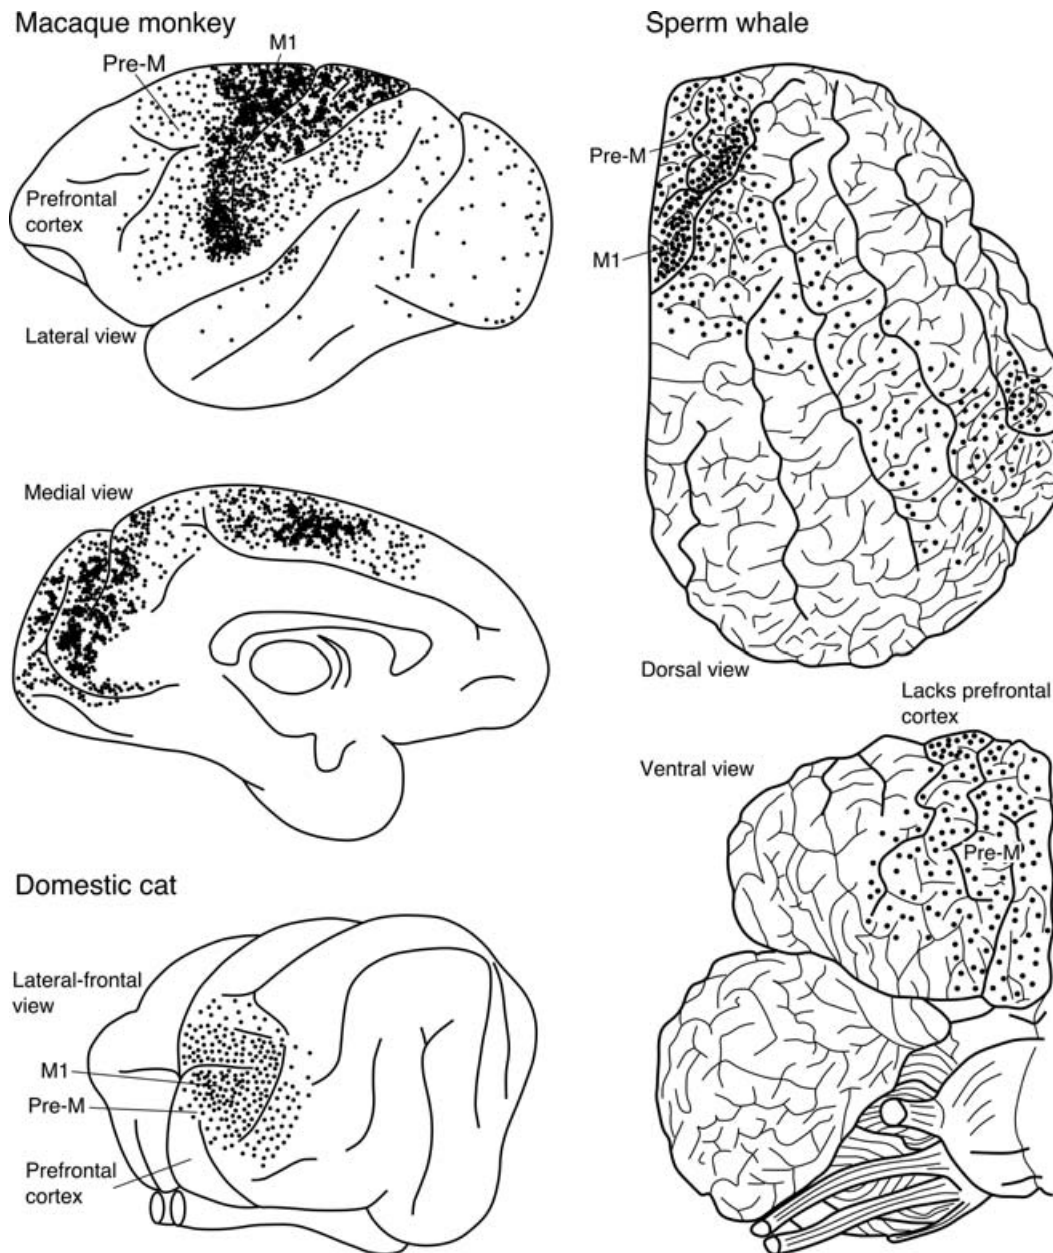 Macaque monkey
M1
Pre-M
Prefrontal
cortex
Lateral view
Medial view
Domestic cat
Lateral-frontal
view
M1
Pre-M
Prefrontal
cortex
Sperm whale
Pre-M
M1
Dorsal view
Lacks prefrontal
cortex
Ventral view
Pre-M